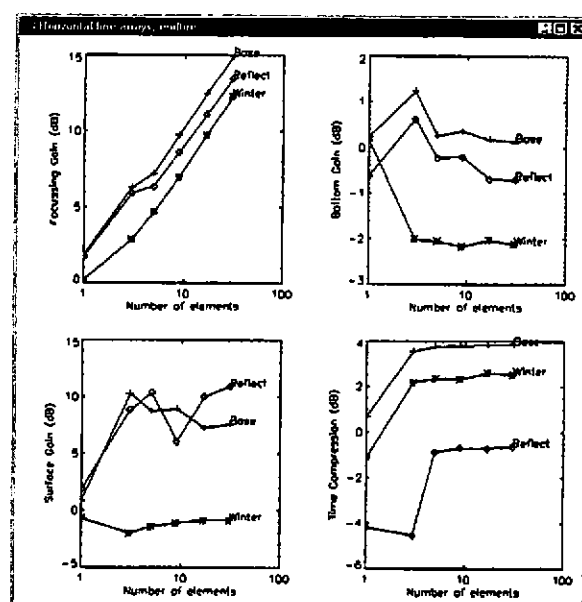 Horizontal line arrays, endfire
15
10
5
0
Focussing Gain (dB)
Base
Reflect
Winter
1
10
100
Number of elements
2
1
0
-1
-2
-3
Bottom Gain (dB)
Base
Reflect
Winter
1
10
100
Number of elements
15
10
5
0
-5
Surface Gain (dB)
Reflect
Base
Winter
1
10
100
Number of elements
4
2
0
-2
-4
-6
Time Compression (dB)
Base
Winter
Reflect
1
10
100
Number of elements